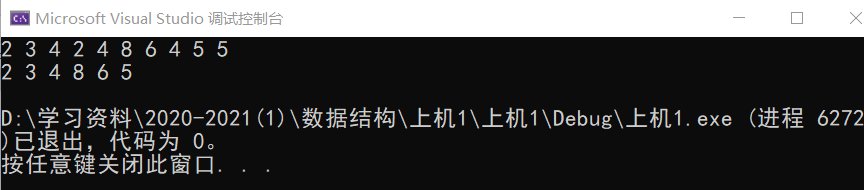 Microsoft Visual Studio 调试控制台
2 3 4 2 4 8 6 4 5 5
2 3 4 8 6 5
D:\学习资料\2020-2021(1)\数据结构\上机1\上机1\Debug\上机1.exe (进程 6272
)已退出，代码为 0。
按任意键关闭此窗口. . .